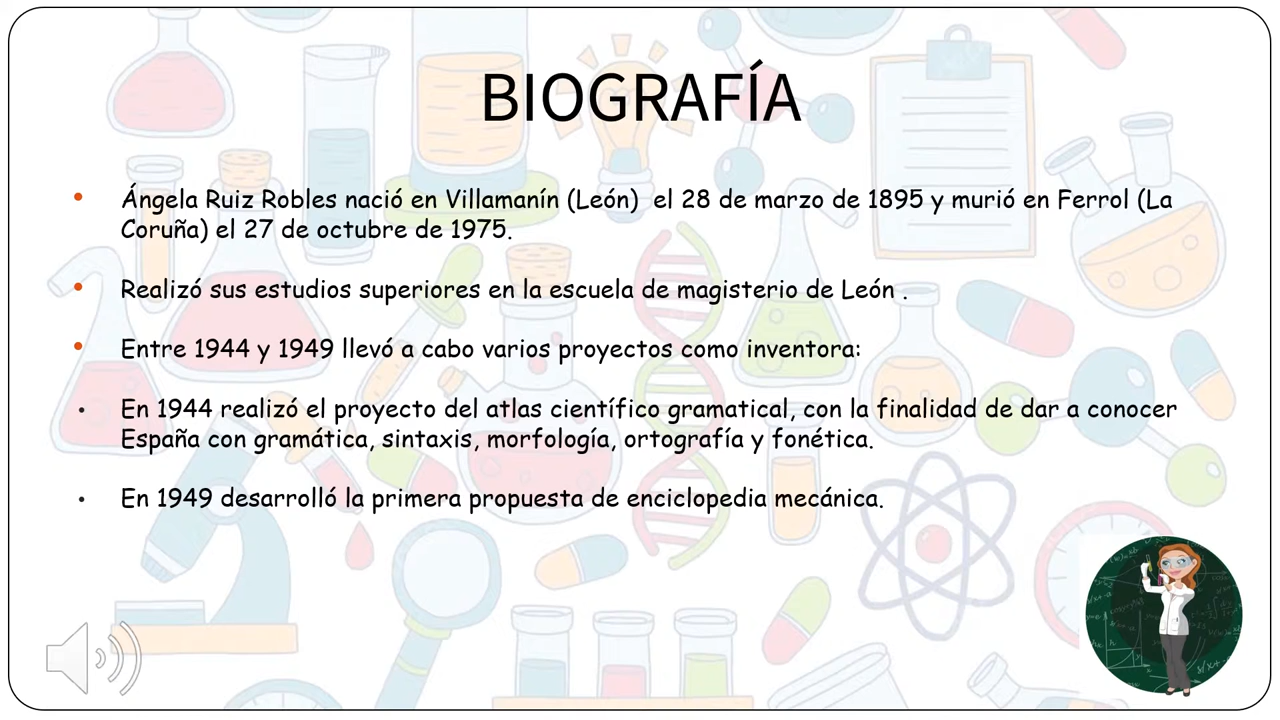 BIOGRAFÍA
• Ángela Ruiz Robles nació en Villamanín (León) el 28 de marzo de 1895 y murió en Ferrol (La
Coruña) el 27 de octubre de 1975.
• Realizó sus estudios superiores en la escuela de magisterio de León .
• Entre 1944 y 1949 llevó a cabo varios proyectos como inventora:
• En 1944 realizó el proyecto del atlas científico gramatical, con la finalidad de dar a conocer
España con gramática, sintaxis, morfología, ortografía y fonética.
• En 1949 desarrolló la primera propuesta de enciclopedia mecánica.